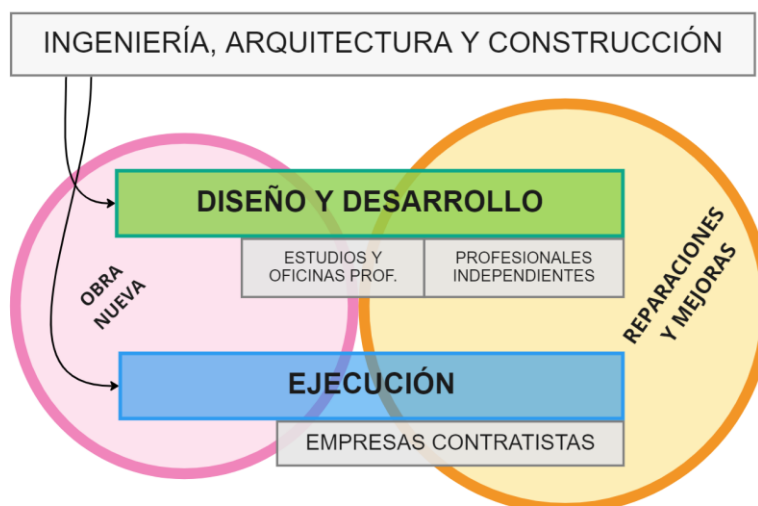 INGENIERÍA, ARQUITECTURA Y CONSTRUCCIÓN
DISEÑO Y DESARROLLO
ESTUDIOS Y
OFICINAS PROF.
PROFESIONALES
INDEPENDIENTES
OBRA
NUEVA
REPARACIONES
Y MEJORAS
EJECUCIÓN
EMPRESAS CONTRATISTAS